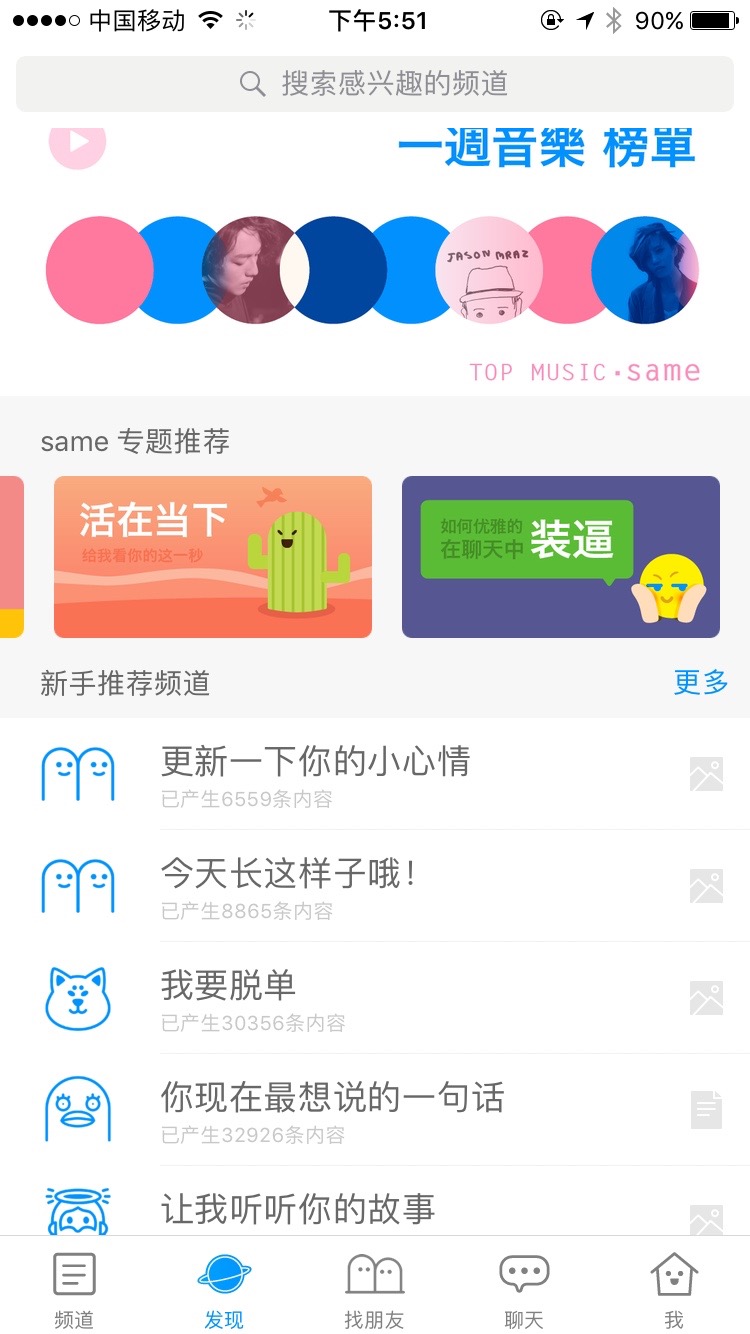 中国移动 下午5:51 90%
搜索感兴趣的频道
一週音樂 榜單
JASON MRAZ
TOP MUSIC·same
same 专题推荐
活在当下
给我看你的这一秒
如何优雅的
在聊天中 装逼
新手推荐频道 更多
更新一下你的小心情
已产生6559条内容
今天长这样子哦!
已产生8865条内容
我要脱单
已产生30356条内容
你现在最想说的一句话
已产生32926条内容
让我听听你的故事
频道 发现 找朋友 聊天 我